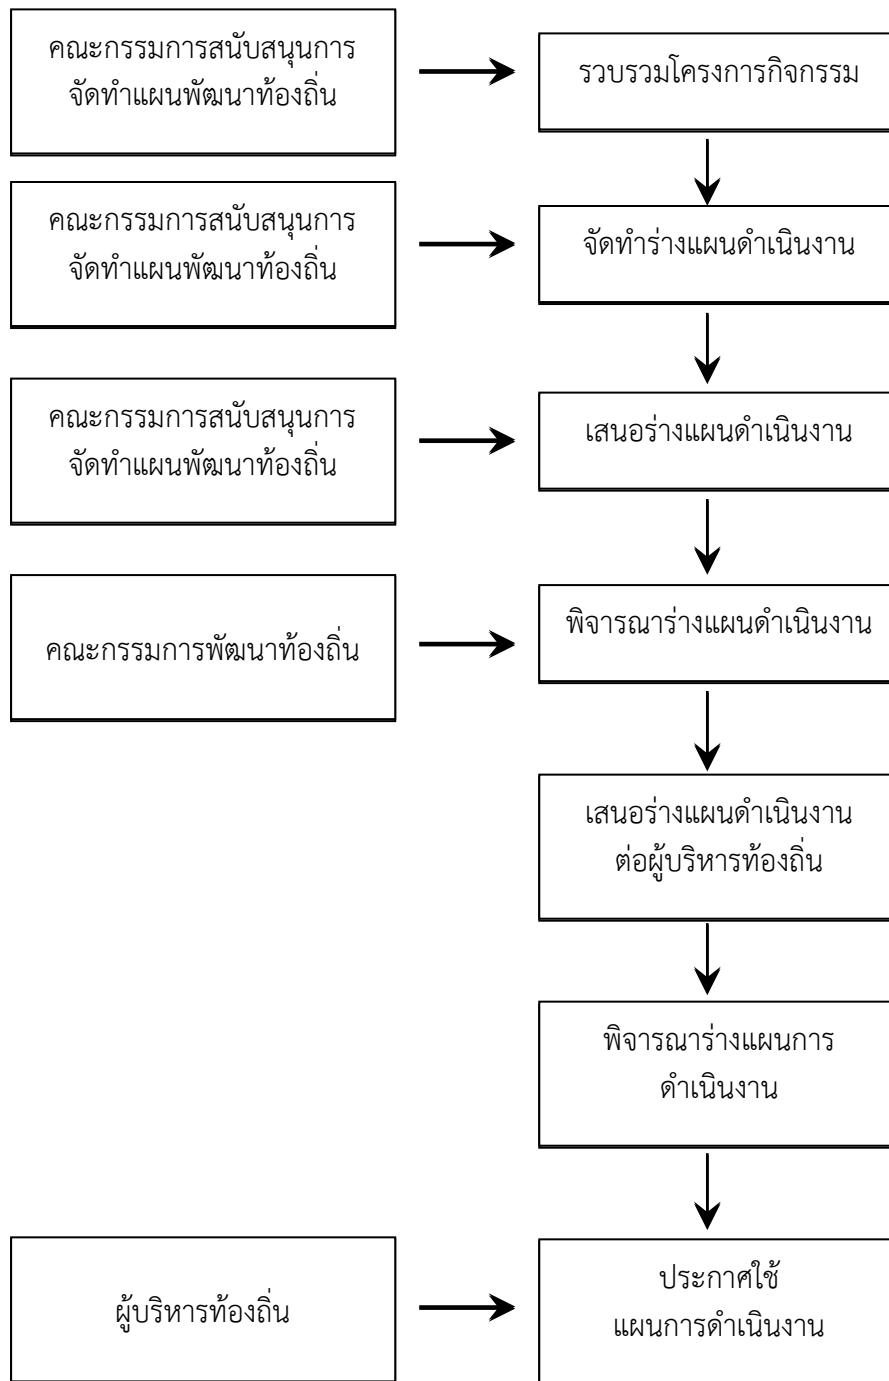 คณะกรรมการสนับสนุนการ
จัดทำแผนพัฒนาท้องถิ่น
รวบรวมโครงการกิจกรรม
คณะกรรมการสนับสนุนการ
จัดทำแผนพัฒนาท้องถิ่น
จัดทำร่างแผนดำเนินงาน
คณะกรรมการสนับสนุนการ
จัดทำแผนพัฒนาท้องถิ่น
เสนอร่างแผนดำเนินงาน
คณะกรรมการพัฒนาท้องถิ่น
พิจารณาร่างแผนดำเนินงาน
เสนอร่างแผนดำเนินงาน
ต่อผู้บริหารท้องถิ่น
พิจารณาร่างแผนการ
ดำเนินงาน
ผู้บริหารท้องถิ่น
ประกาศใช้
แผนการดำเนินงาน